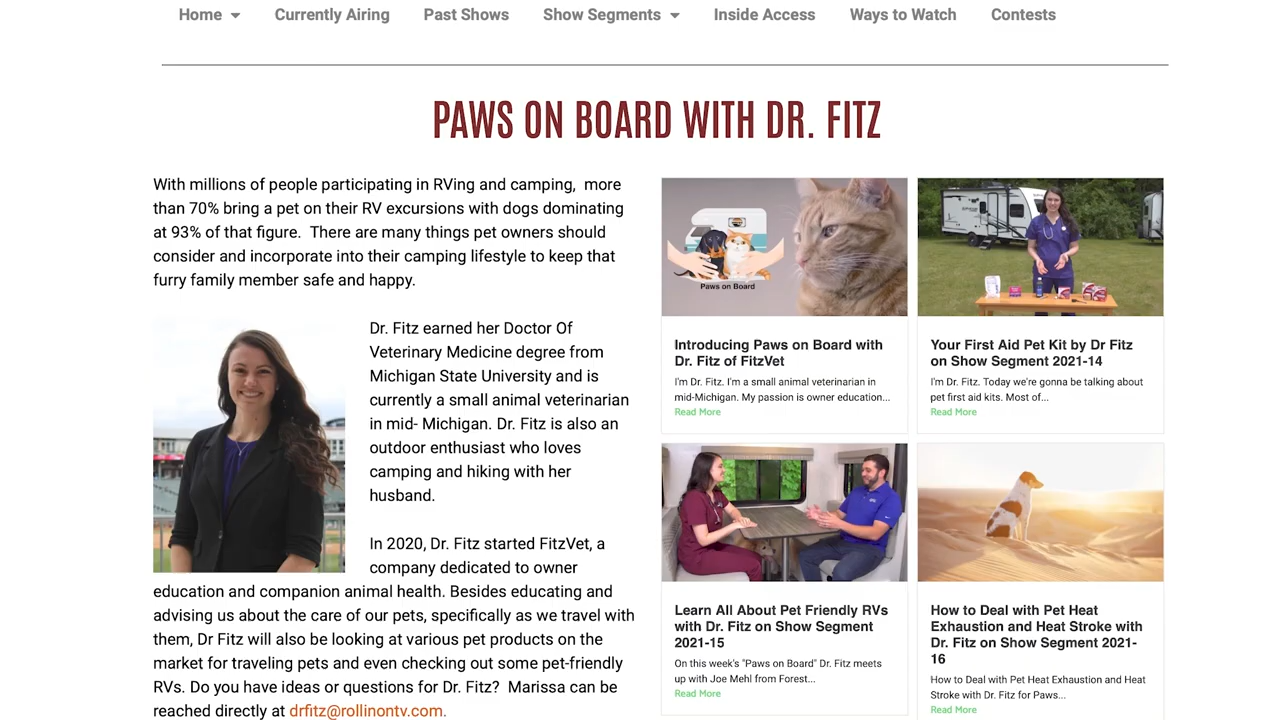 Home
Currently Airing
Past Shows
Show Segments
Inside Access
Ways to Watch
Contests
PAWS ON BOARD WITH DR. FITZ
With millions of people participating in RVing and camping, more
than 70% bring a pet on their RV excursions with dogs dominating
at 93% of that figure. There are many things pet owners should
consider and incorporate into their camping lifestyle to keep that
furry family member safe and happy.
Dr. Fitz earned her Doctor Of
Veterinary Medicine degree from
Michigan State University and is
currently a small animal veterinarian
in mid- Michigan. Dr. Fitz is also an
outdoor enthusiast who loves
camping and hiking with her
husband.
In 2020, Dr. Fitz started FitzVet, a
company dedicated to owner
education and companion animal health. Besides educating and
advising us about the care of our pets, specifically as we travel with
them, Dr Fitz will also be looking at various pet products on the
market for traveling pets and even checking out some pet-friendly
RVs. Do you have ideas or questions for Dr. Fitz? Marissa can be
reached directly at drfitz@rollinontv.com.
Paws on Board
Introducing Paws on Board with
Dr. Fitz of FitzVet
I'm Dr. Fitz. I'm a small animal veterinarian in
mid-Michigan. My passion is owner education...
Read More
Your First Aid Pet Kit by Dr Fitz
on Show Segment 2021-14
I'm Dr. Fitz. Today we're gonna be talking about
pet first aid kits. Most of...
Read More
Learn All About Pet Friendly RVs
with Dr. Fitz on Show Segment
2021-15
On this week's "Paws on Board" Dr. Fitz meets
up with Joe Mehl from Forest...
Read More
How to Deal with Pet Heat
Exhaustion and Heat Stroke with
Dr. Fitz on Show Segment 2021-
16
How to Deal with Pet Heat Exhaustion and Heat
Stroke with Dr. Fitz for Paws...
Read More